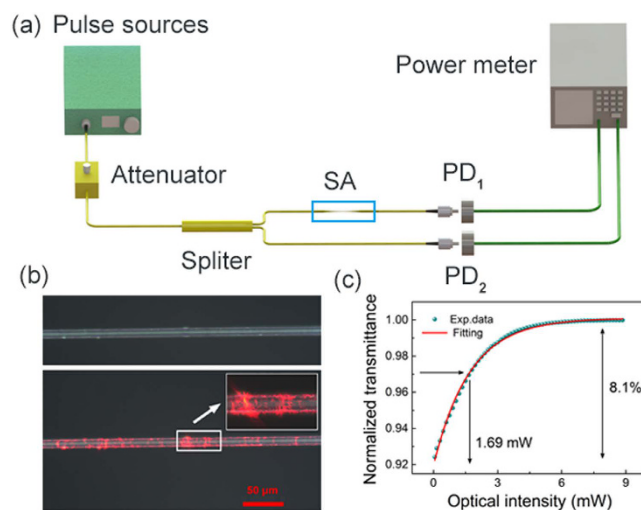 (a) Pulse sources
Power meter
Attenuator
SA
PD1
Spliter
PD2
(b)
50 μm
(c)
Normalized transmittance
1.00
0.98
0.96
0.94
0.92
Exp.data
Fitting
8.1%
1.69 mW
0
3
6
9
Optical intensity (mW)